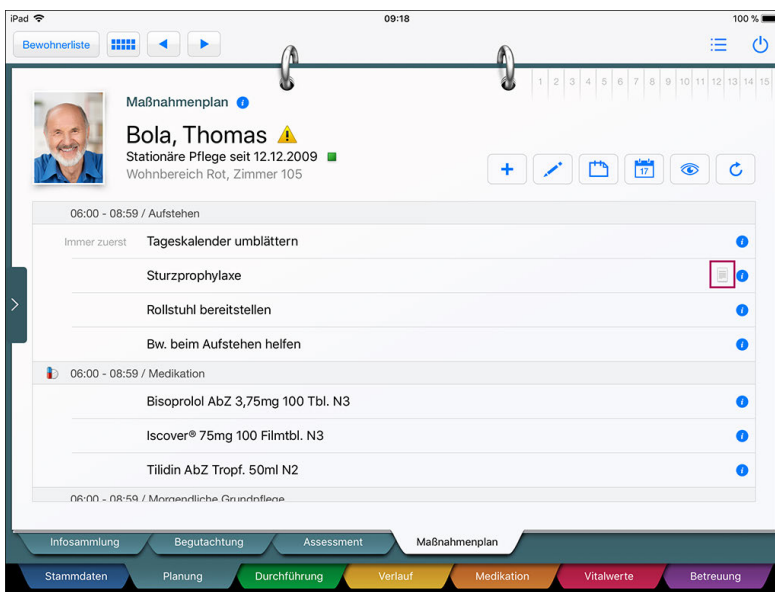 iPad 09:18 100 %
Bewohnerliste
1 2 3 4 5 6 7 8 9 10 11 12 13 14 15
Maßnahmenplan
Bola, Thomas
Stationäre Pflege seit 12.12.2009
Wohnbereich Rot, Zimmer 105
17
06:00 - 08:59 / Aufstehen
Immer zuerst Tageskalender umblättern
Sturzprophylaxe
Rollstuhl bereitstellen
Bw. beim Aufstehen helfen
06:00 - 08:59 / Medikation
Bisoprolol AbZ 3,75mg 100 Tbl. N3
Iscover® 75mg 100 Filmtbl. N3
Tilidin AbZ Tropf. 50ml N2
06:00 - 08:59 / Morgendliche Grundpflege
Infosammlung Begutachtung Assessment Maßnahmenplan
Stammdaten Planung Durchführung Verlauf Medikation Vitalwerte Betreuung